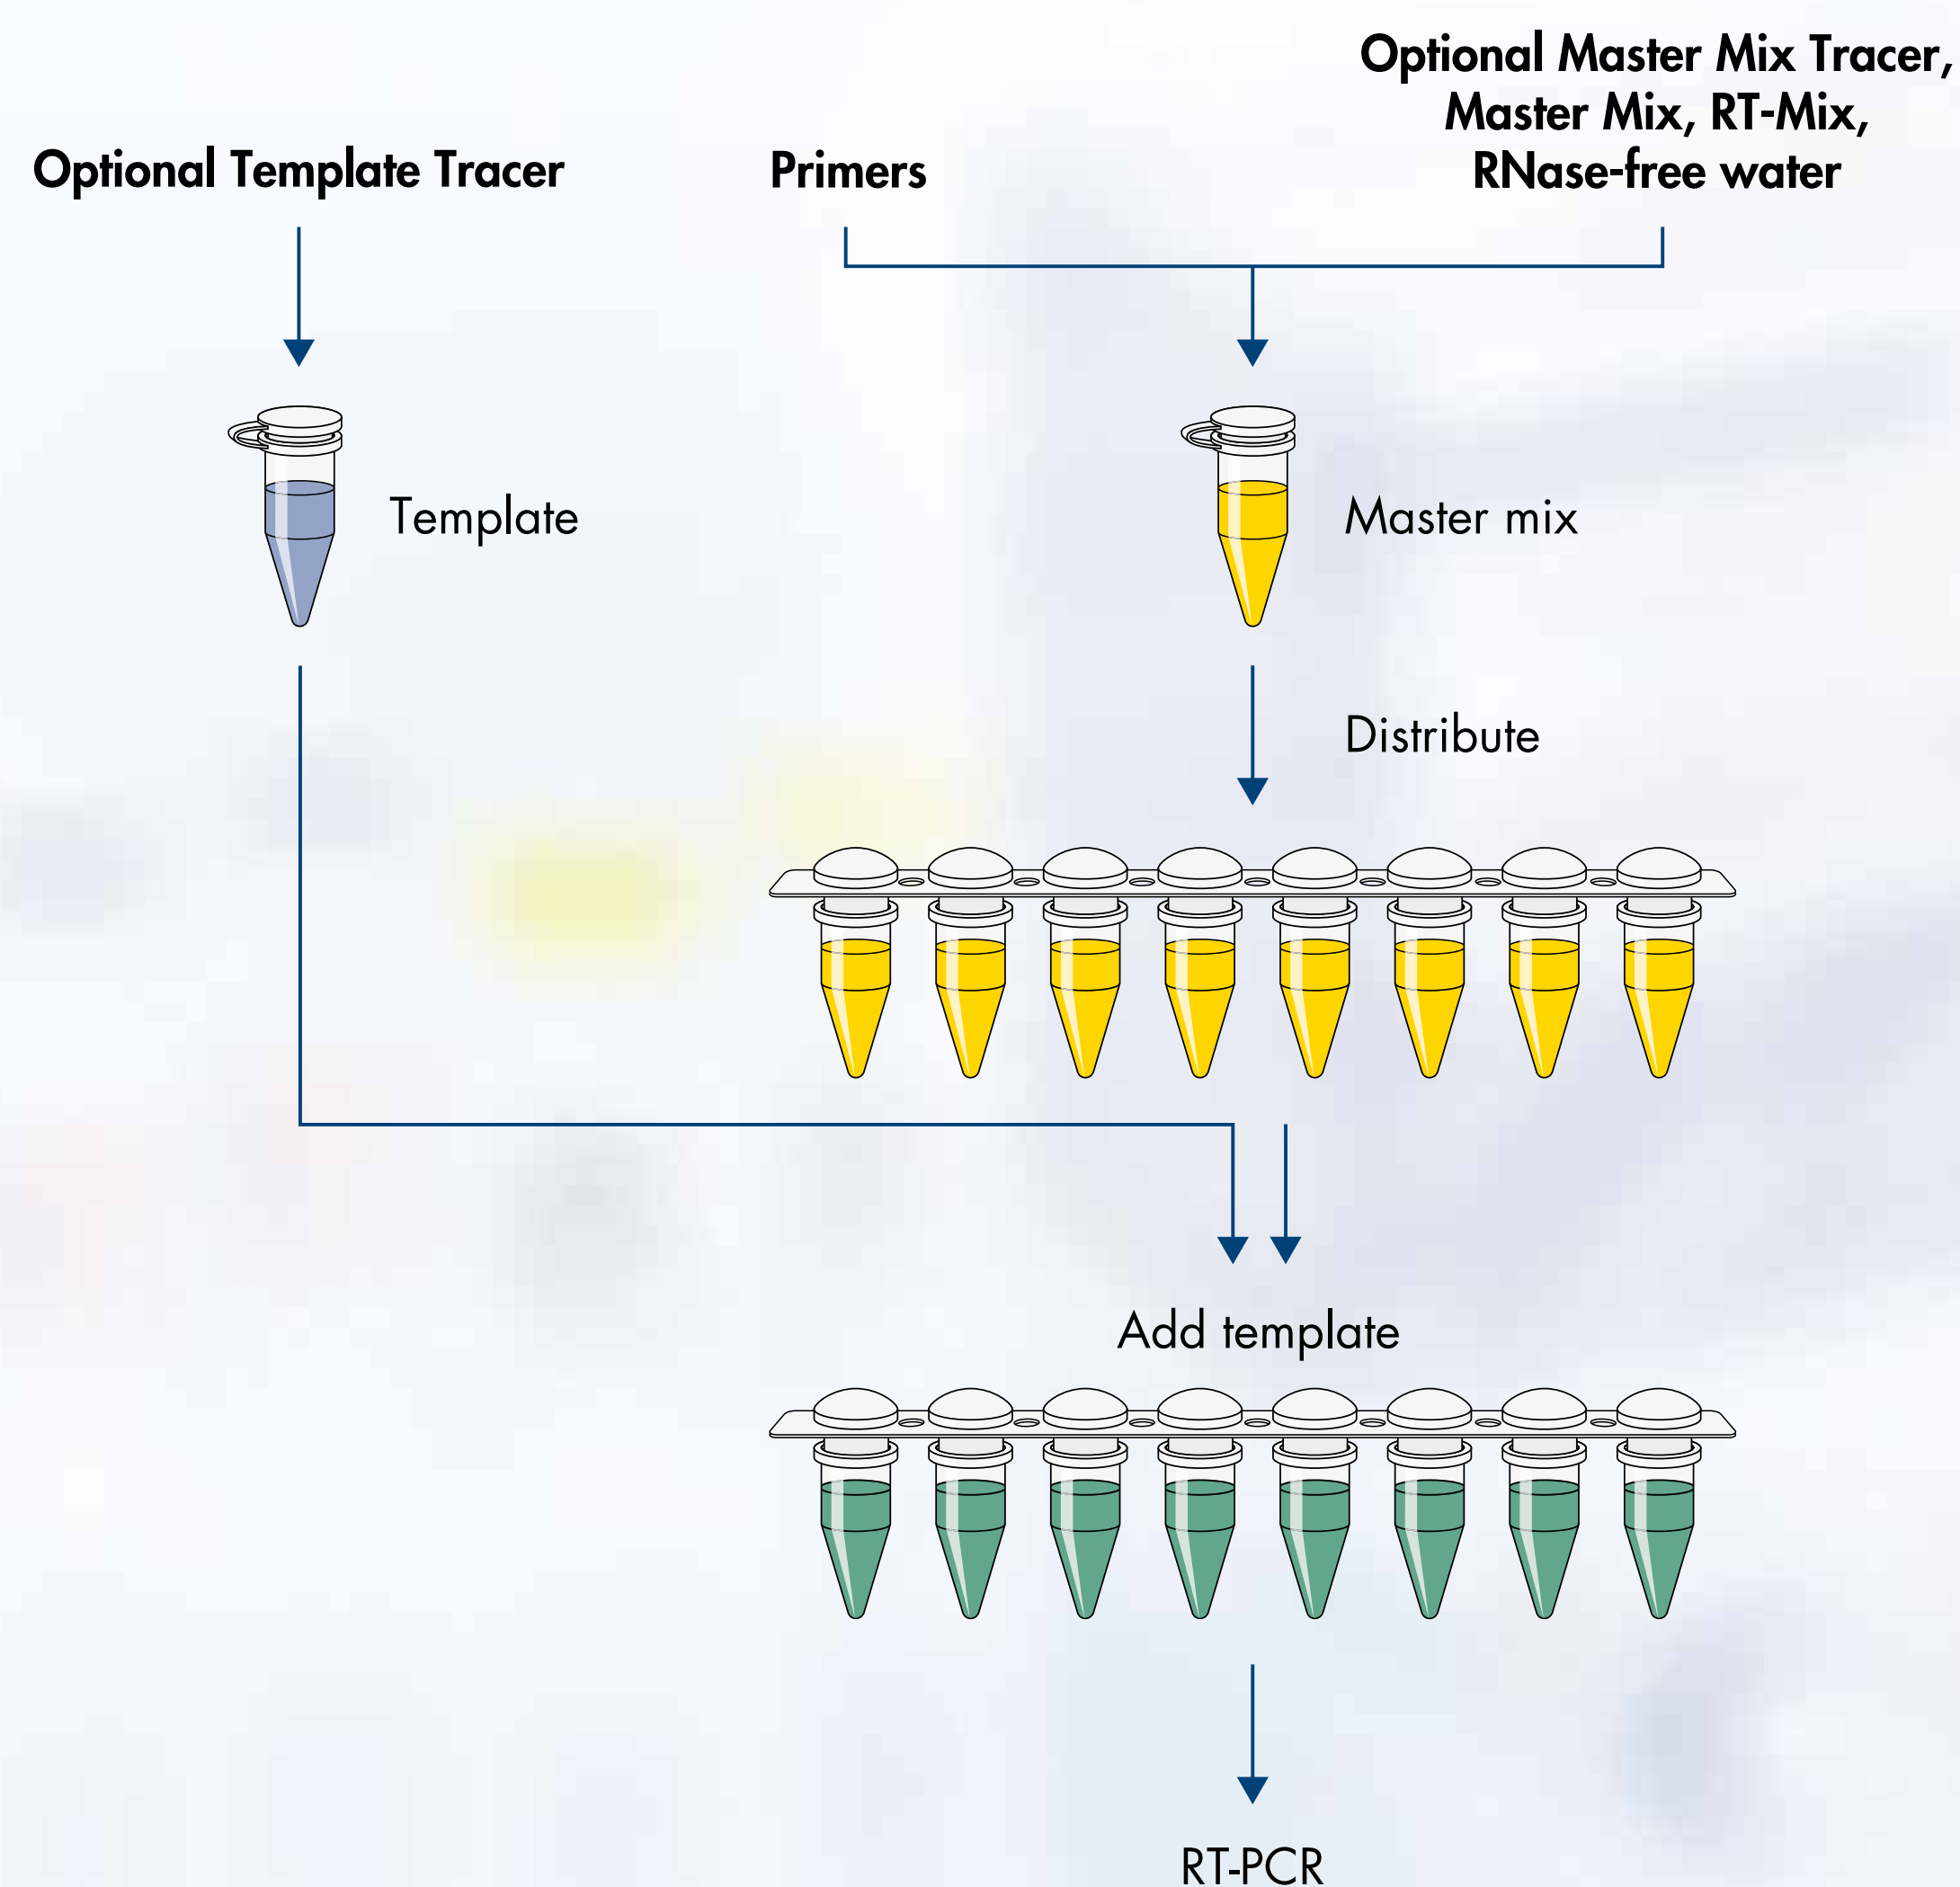 Optional Template Tracer
Primers
Optional Master Mix Tracer,
Master Mix, RT-Mix,
RNase-free water
Template
Master mix
Distribute
Add template
RT-PCR